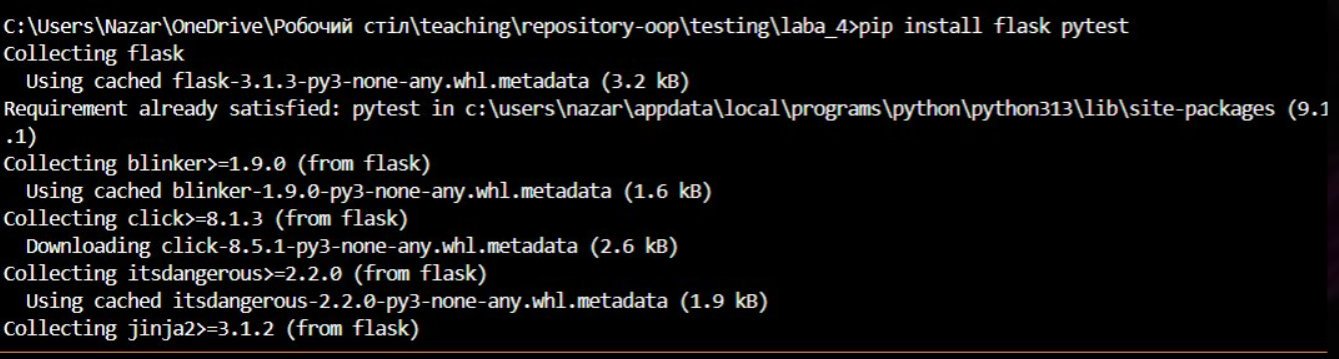 C:\Users\Nazar\OneDrive\Робочий стіл\teaching\repository-oop\testing\laba_4>pip install flask pytest
Collecting flask
  Using cached flask-3.1.3-py3-none-any.whl.metadata (3.2 kB)
Requirement already satisfied: pytest in c:\users\nazar\appdata\local\programs\python\python313\lib\site-packages (9.1
.1)
Collecting blinker>=1.9.0 (from flask)
  Using cached blinker-1.9.0-py3-none-any.whl.metadata (1.6 kB)
Collecting click>=8.1.3 (from flask)
  Downloading click-8.5.1-py3-none-any.whl.metadata (2.6 kB)
Collecting itsdangerous>=2.2.0 (from flask)
  Using cached itsdangerous-2.2.0-py3-none-any.whl.metadata (1.9 kB)
Collecting jinja2>=3.1.2 (from flask)